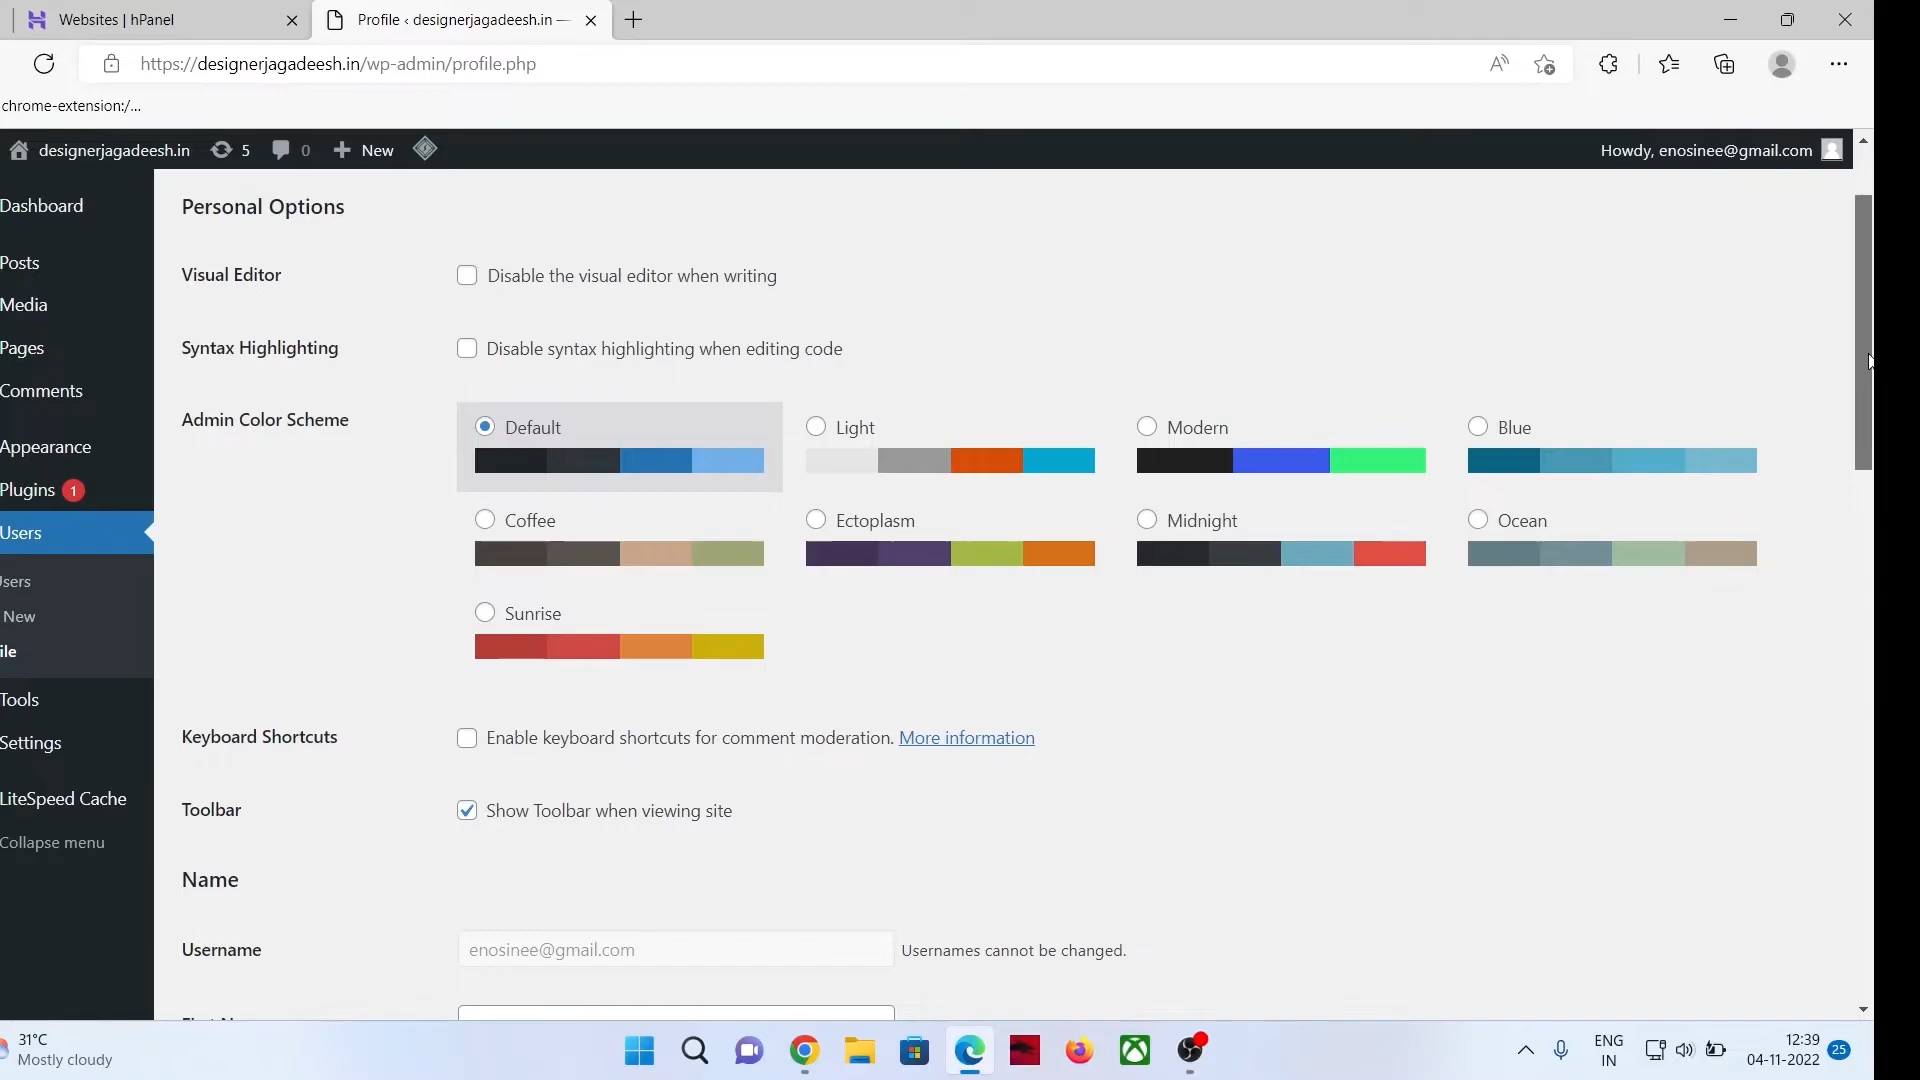 Websites | hPanel
Profile ‹ designerjagadeesh.in —
https://designerjagadeesh.in/wp-admin/profile.php
chrome-extension:/...
designerjagadeesh.in 5 0 New
Howdy, enosinee@gmail.com
Dashboard
Posts
Media
Pages
Comments
Appearance
Plugins 1
Users
Users
New
ile
Tools
Settings
LiteSpeed Cache
Collapse menu
Personal Options
Visual Editor
Disable the visual editor when writing
Syntax Highlighting
Disable syntax highlighting when editing code
Admin Color Scheme
Default
Light
Modern
Blue
Coffee
Ectoplasm
Midnight
Ocean
Sunrise
Keyboard Shortcuts
Enable keyboard shortcuts for comment moderation. More information
Toolbar
Show Toolbar when viewing site
Name
Username
enosinee@gmail.com
Usernames cannot be changed.
31°C
Mostly cloudy
ENG
IN
12:39
04-11-2022
25